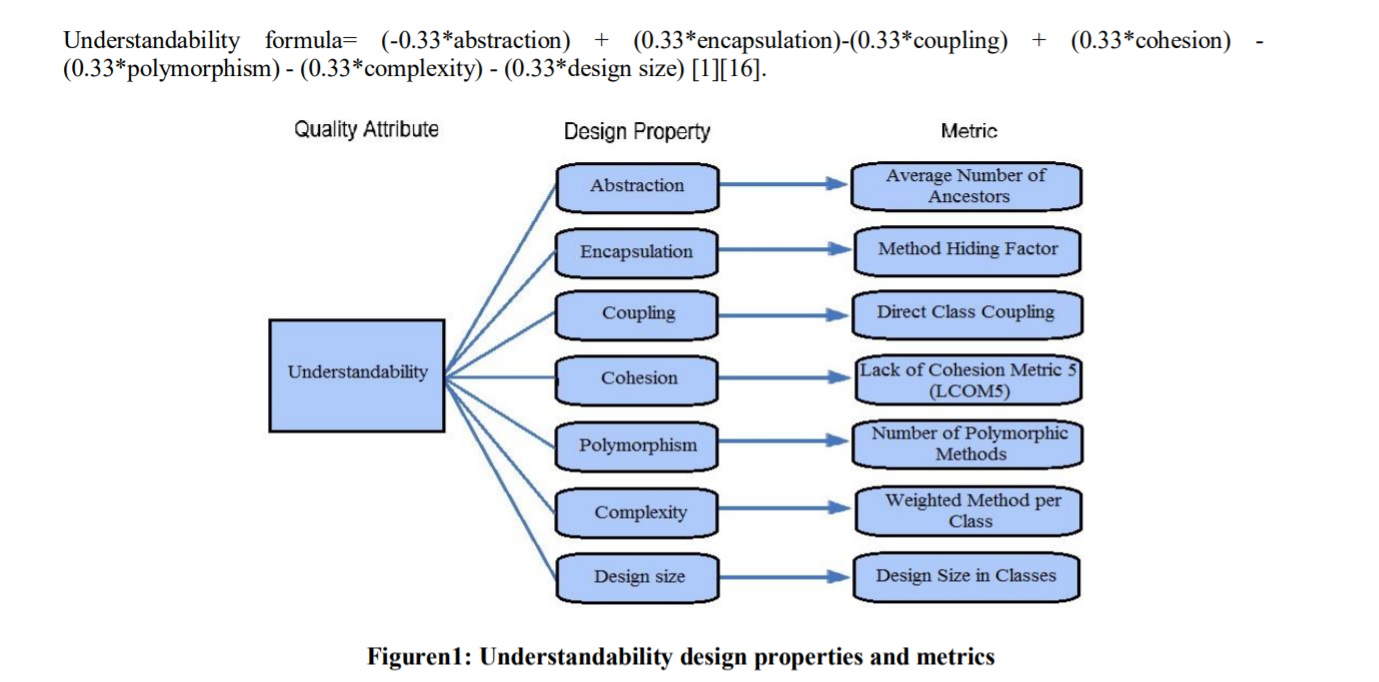 Understandability formula= (-0.33*abstraction) + (0.33*encapsulation)-(0.33*coupling) + (0.33*cohesion) -
(0.33*polymorphism) - (0.33*complexity) - (0.33*design size) [1][16].
Quality Attribute
Design Property
Metric
Understandability
Abstraction
Average Number of
Ancestors
Encapsulation
Method Hiding Factor
Coupling
Direct Class Coupling
Cohesion
Lack of Cohesion Metric 5
(LCOM5)
Polymorphism
Number of Polymorphic
Methods
Complexity
Weighted Method per
Class
Design size
Design Size in Classes
Figuren1: Understandability design properties and metrics